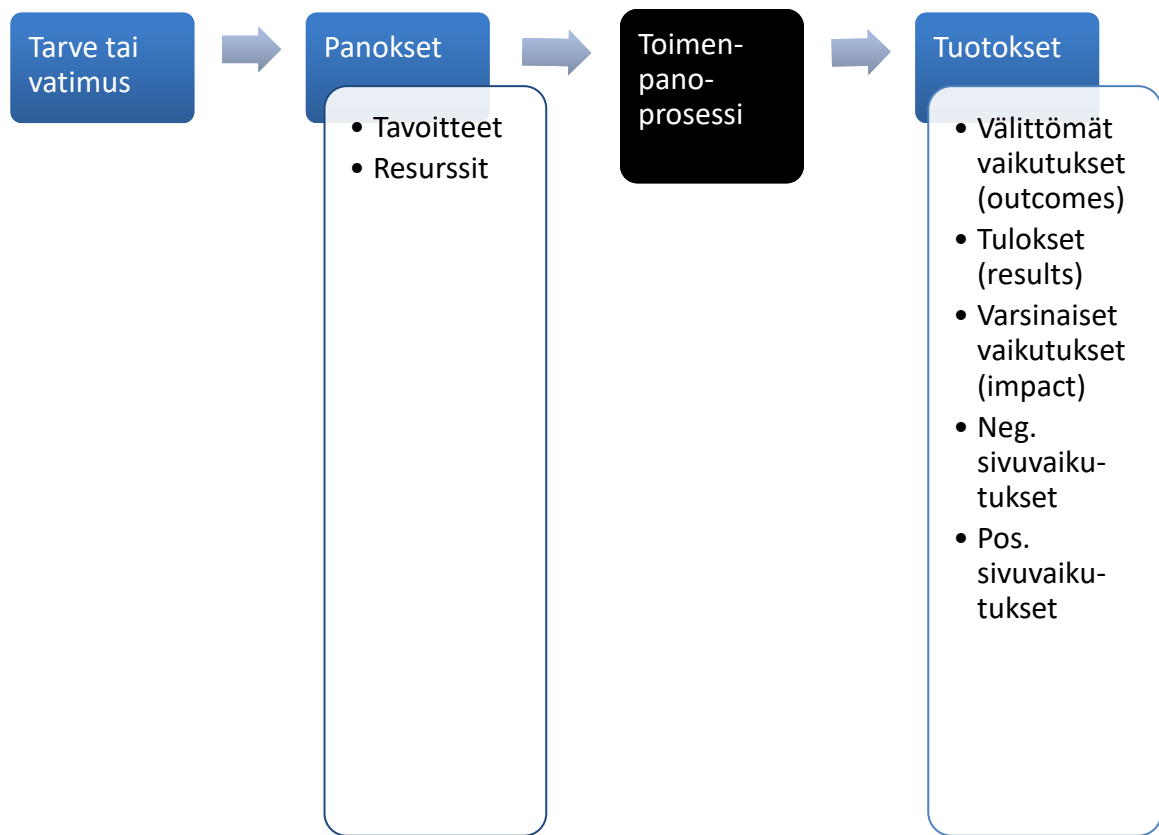 Tarve tai
vatimus
Panokset
• Tavoitteet
• Resurssit
Toimen-
pano-
prosessi
Tuotokset
• Välittömät
vaikutukset
(outcomes)
• Tulokset
(results)
• Varsinaiset
vaikutukset
(impact)
• Neg.
sivuvaiku-
tukset
• Pos.
sivuvaiku-
tukset